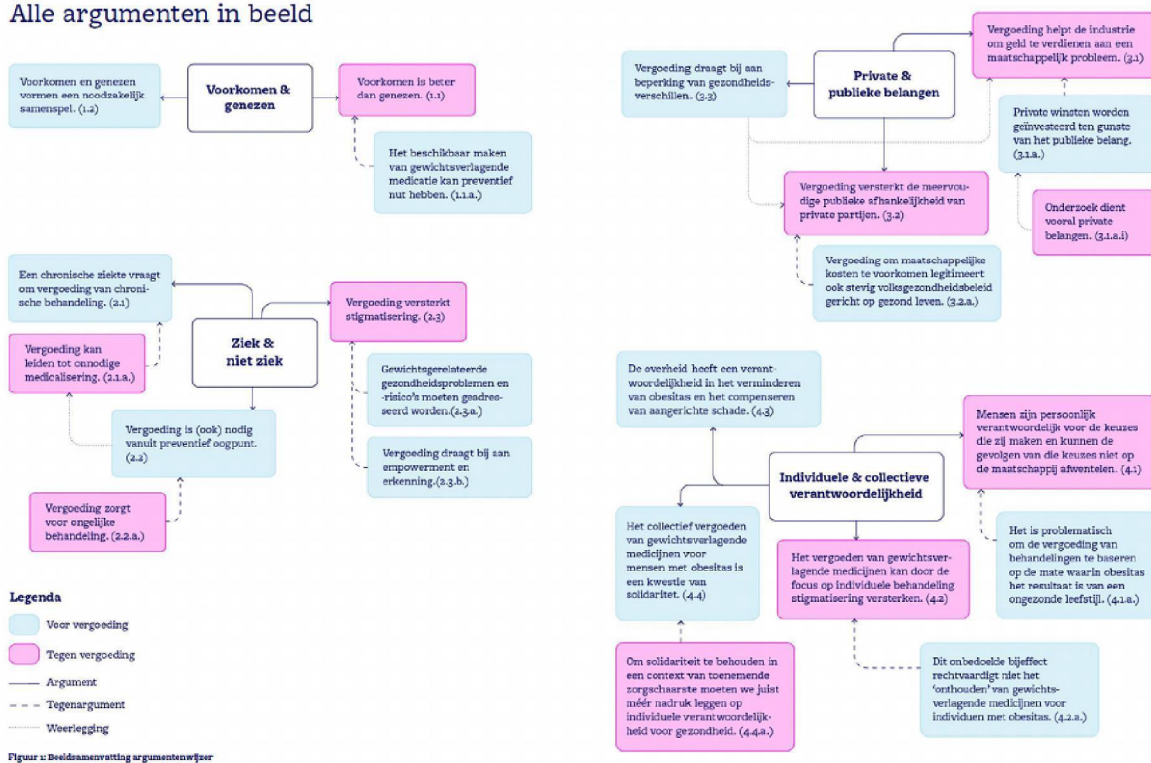 Alle argumenten in beeld
Voorkomen en genezen
vormen een noodzakelijk
samenspel. (1.2)
Voorkomen &
genezen
Voorkomen is beter
dan genezen. (1.1)
Het beschikbaar maken
van gewichtsverlagende
medicatie kan preventief
nut hebben. (1.1.a.)
Een chronische ziekte vraagt
om vergoeding van chroni-
sche behandeling. (2.1)
Vergoeding kan
leiden tot onnodige
medicalisering. (2.1.a.)
Ziek &
niet ziek
Vergoeding versterkt
stigmatisering. (2.3)
Gewichtsgerelateerde
gezondheidsproblemen en
-risico's moeten geadres-
seerd worden.(2.3.a.)
Vergoeding is (ook) nodig
vanuit preventief oogpunt.
(2.2)
Vergoeding draagt bij aan
empowerment en
erkenning.(2.3.b.)
Vergoeding zorgt
voor ongelijke
behandeling. (2.2.a.)
Legenda
Voor vergoeding
Tegen vergoeding
Argument
Tegenargument
Weerlegging
Figuur 1: Beeldsamenvatting argumentenwijzer
Vergoeding draagt bij aan
beperking van gezondheids-
verschillen. (3.3)
Private &
publieke belangen
Vergoeding helpt de industrie
om geld te verdienen aan een
maatschappelijk probleem. (3.1)
Private winsten worden
geïnvesteerd ten gunste
van het publieke belang.
(3.1.a.)
Vergoeding versterkt de meervou-
dige publieke afhankelijkheid van
private partijen. (3.2)
Onderzoek dient
vooral private
belangen. (3.1.a.i)
Vergoeding om maatschappelijke
kosten te voorkomen legitimeert
ook stevig volksgezondheidsbeleid
gericht op gezond leven. (3.2.a.)
De overheid heeft een verant-
woordelijkheid in het verminderen
van obesitas en het compenseren
van aangerichte schade. (4.3)
Mensen zijn persoonlijk
verantwoordelijk voor de keuzes
die zij maken en kunnen de
gevolgen van die keuzes niet op
de maatschappij afwentelen. (4.1)
Individuele & collectieve
verantwoordelijkheid
Het collectief vergoeden
van gewichtsverlagende
medicijnen voor
mensen met obesitas is
een kwestie van
solidariteit. (4.4)
Het vergoeden van gewichtsver-
lagende medicijnen kan door de
focus op individuele behandeling
stigmatisering versterken. (4.2)
Het is problematisch
om de vergoeding van
behandelingen te baseren
op de mate waarin obesitas
het resultaat is van een
ongezonde leefstijl. (4.1.a.)
Om solidariteit te behouden in
een context van toenemende
zorgschaarste moeten we juist
méér nadruk leggen op
individuele verantwoordelijk-
heid voor gezondheid. (4.4.a.)
Dit onbedoelde bijeffect
rechtvaardigt niet het
'onthouden' van gewichts-
verlagende medicijnen voor
individuen met obesitas. (4.2.a.)